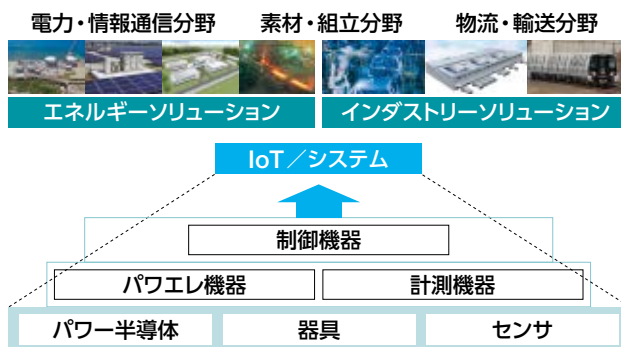 電力・情報通信分野 素材・組立分野 物流・輸送分野
エネルギーソリューション インダストリーソリューション
IoT／システム
制御機器
パワエレ機器 計測機器
パワー半導体 器具 センサ